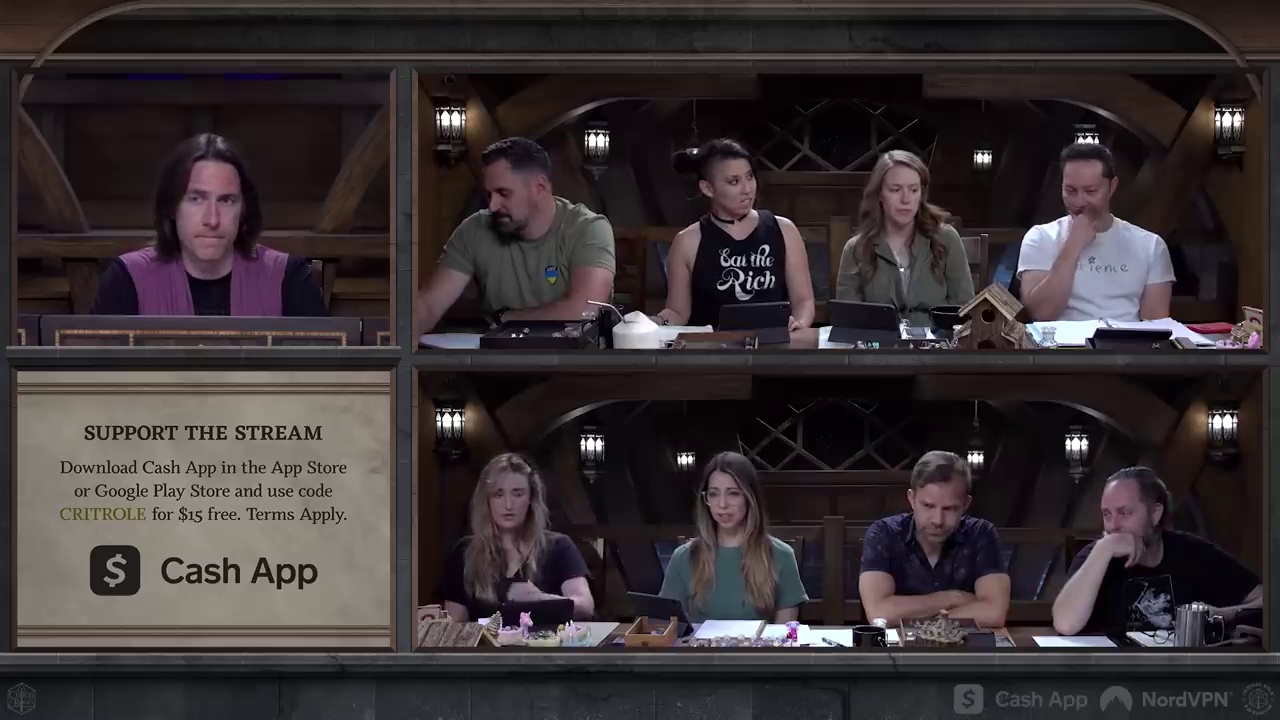 Eat the
Rich
ience
SUPPORT THE STREAM
Download Cash App in the App Store
or Google Play Store and use code
CRITROLE for $15 free. Terms Apply.
$ Cash App
$ Cash App NordVPN